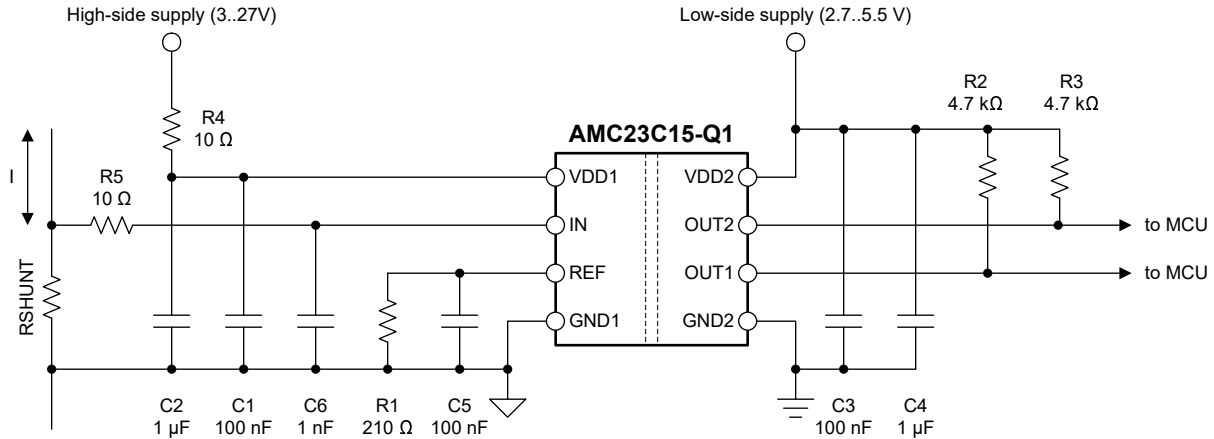 High-side supply (3..27V)
Low-side supply (2.7..5.5 V)
R4
10 Ω
R2
4.7 kΩ
R3
4.7 kΩ
AMC23C15-Q1
I
R5
10 Ω
VDD1
VDD2
IN
OUT2
to MCU
REF
OUT1
to MCU
RSHUNT
GND1
GND2
C2
1 µF
C1
100 nF
C6
1 nF
R1
210 Ω
C5
100 nF
C3
100 nF
C4
1 µF